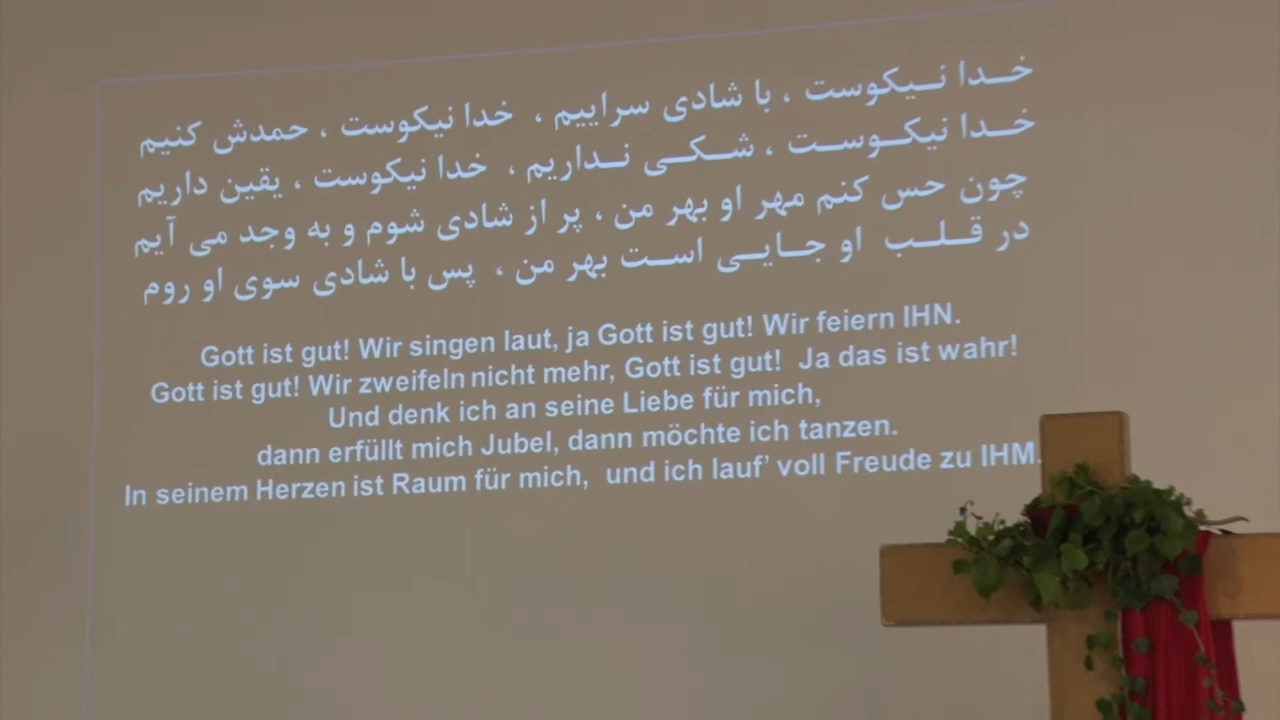 خدا نیکوست ، با شادی سراییم ، خدا نیکوست ، حمدش کنیم
خدا نیکوست ، شکی نداریم ، خدا نیکوست ، یقین داریم
چون حس کنم مهر او بهر من ، پر از شادی شوم و به وجد می آیم
در قلب او جایی است بهر من ، پس با شادی سوی او روم
Gott ist gut! Wir singen laut, ja Gott ist gut! Wir feiern IHN.
Gott ist gut! Wir zweifeln nicht mehr, Gott ist gut! Ja das ist wahr!
Und denk ich an seine Liebe für mich,
dann erfüllt mich Jubel, dann möchte ich tanzen.
In seinem Herzen ist Raum für mich, und ich lauf’ voll Freude zu IHM.